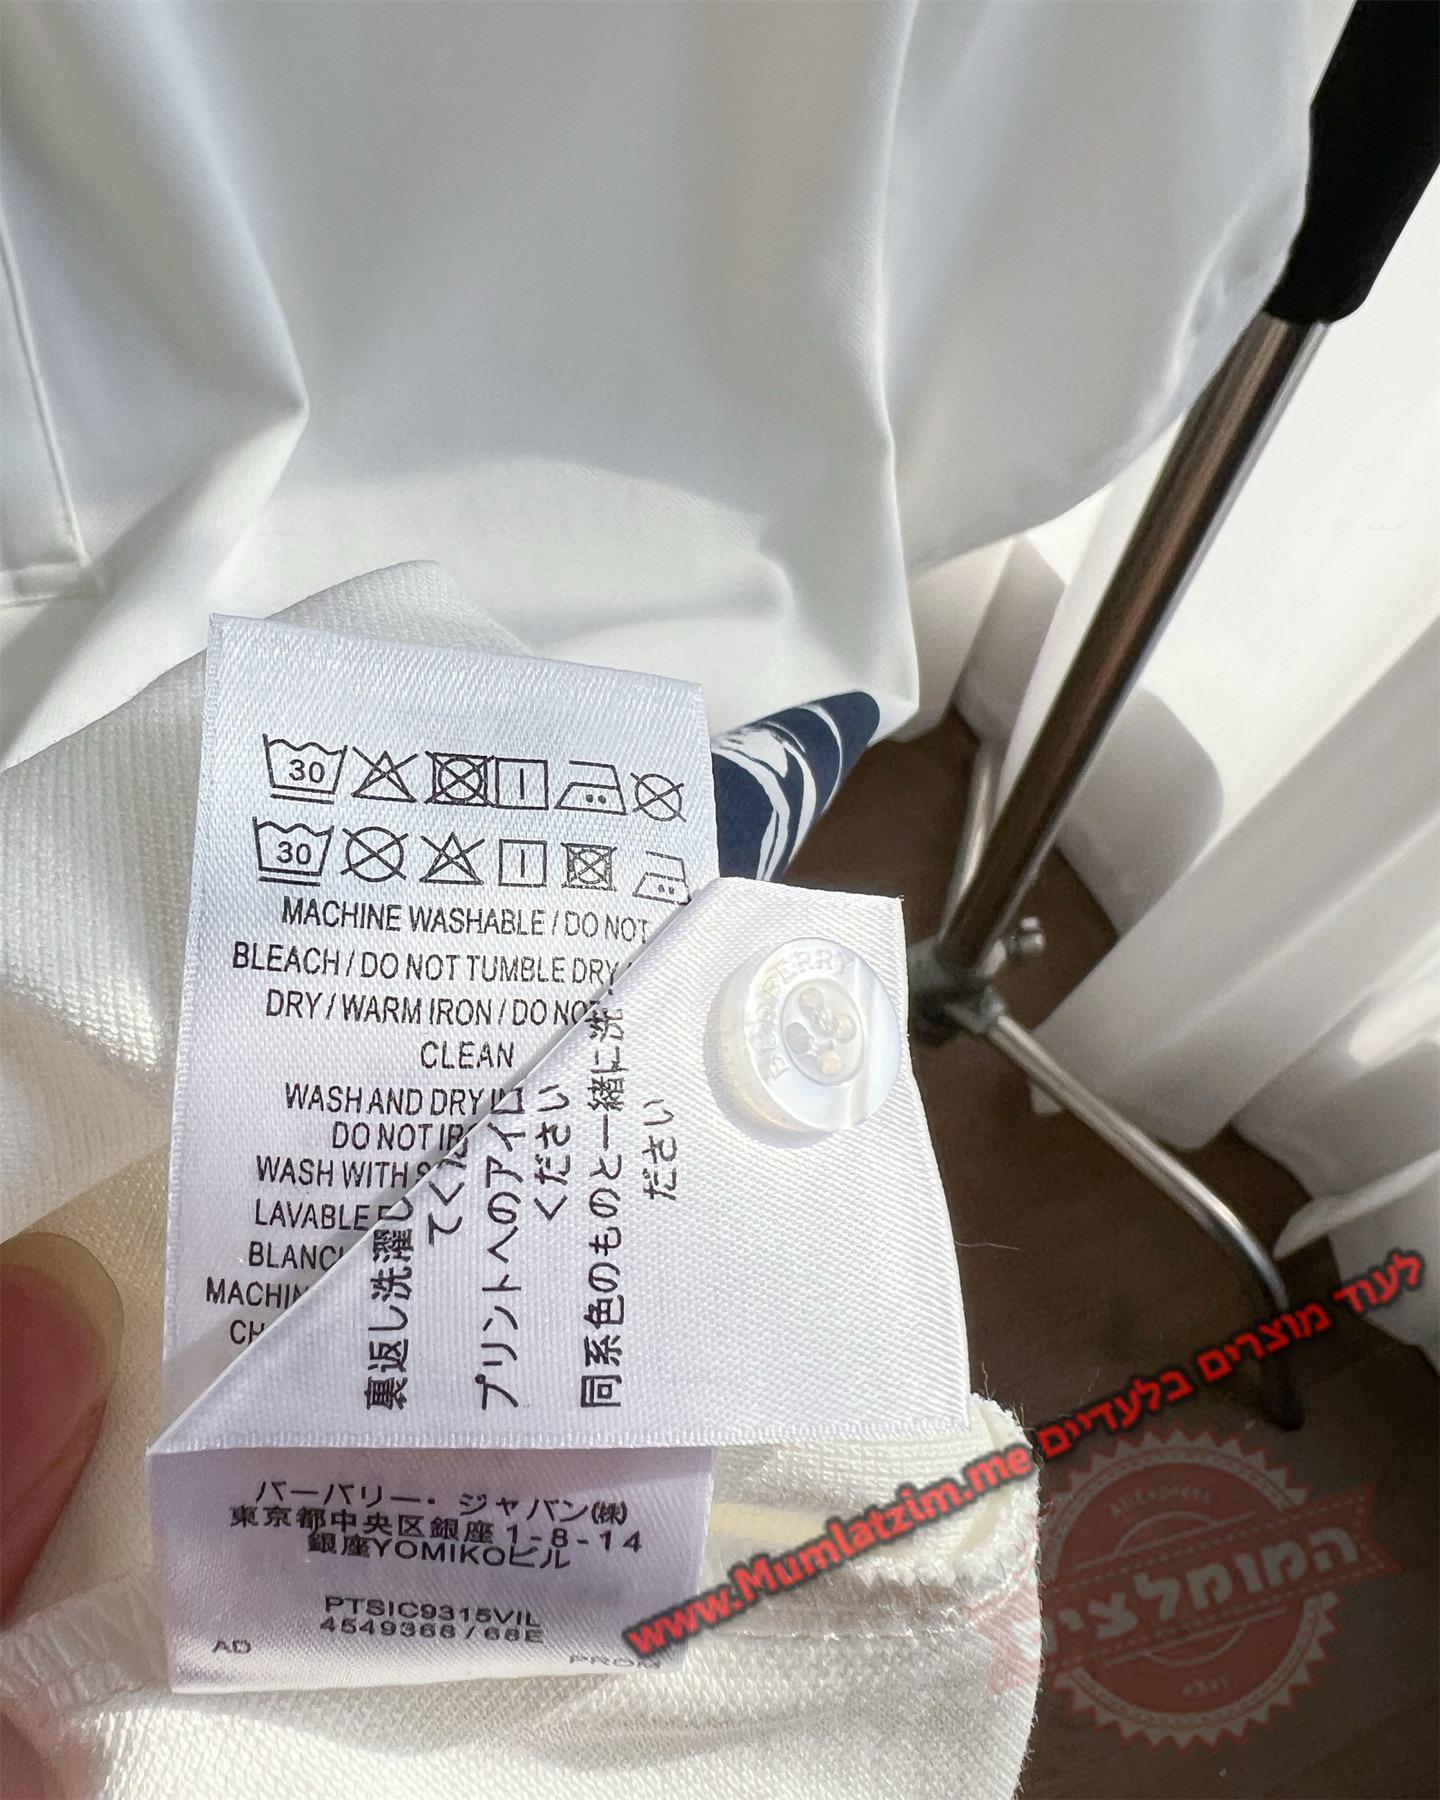 30
30
MACHINE WASHABLE / DO NOT
BLEACH / DO NOT TUMBLE DRY
DRY / WARM IRON / DO NOT
CLEAN
WASH AND DRY
DO NOT
WASH WITH
LAVABLE
BLANC
MACHIN
CH
裏返し洗濯し
てくだ
プリントへのアイロ
ください
同系色のものと一緒に洗
ださい
BURBERRY
バーバリー・ジャパン㈱
東京都中央区銀座1-8-14
銀座YOMIKOビル
PTSIC9315VIL
4549368 / 68E
AD
לעוד מוצרים בלעדיים www.Mumlatzim.me
AliExpress
המומלצים
ebay